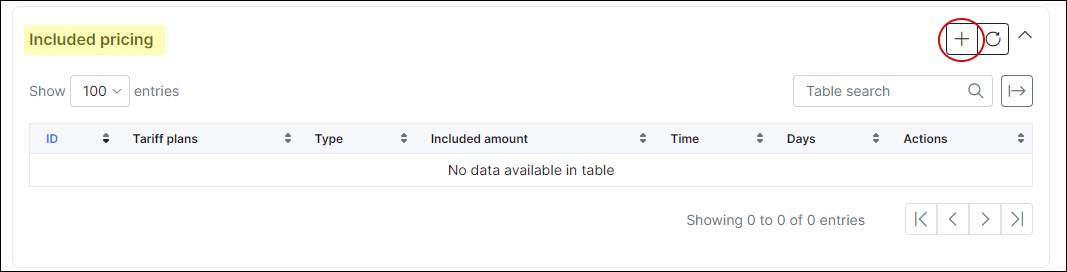 Included pricing
Show 100 entries Table search
ID Tariff plans Type Included amount Time Days Actions
No data available in table
Showing 0 to 0 of 0 entries